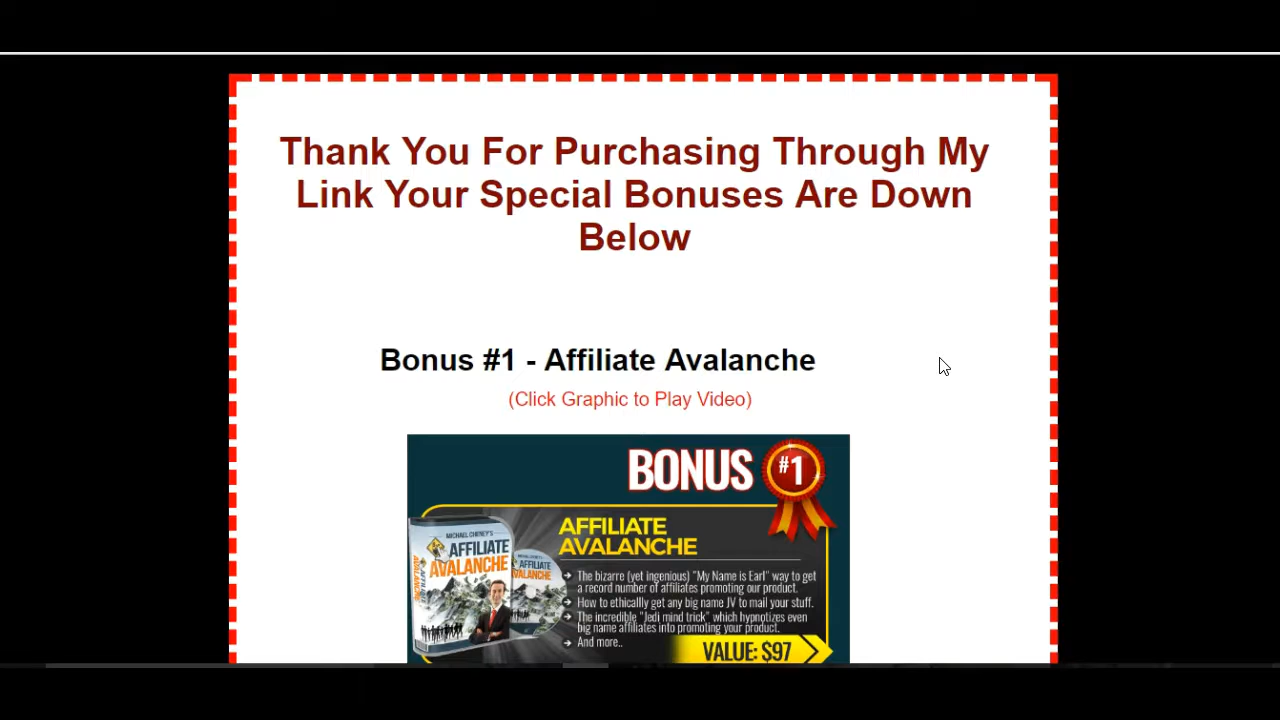 Thank You For Purchasing Through My
Link Your Special Bonuses Are Down
Below
Bonus #1 - Affiliate Avalanche
(Click Graphic to Play Video)
BONUS #1
MICHAEL CHENEY'S
AFFILIATE
AVALANCHE
AFFILIATE
AVALANCHE
The bizarre (yet ingenious) "My Name is Earl" way to get
a record number of affiliates promoting our product.
How to ethicallly get any big name JV to mail your stuff.
The incredible "Jedi mind trick" which hypnotizes even
big name affiliates into promoting your product.
And more..
VALUE: $97